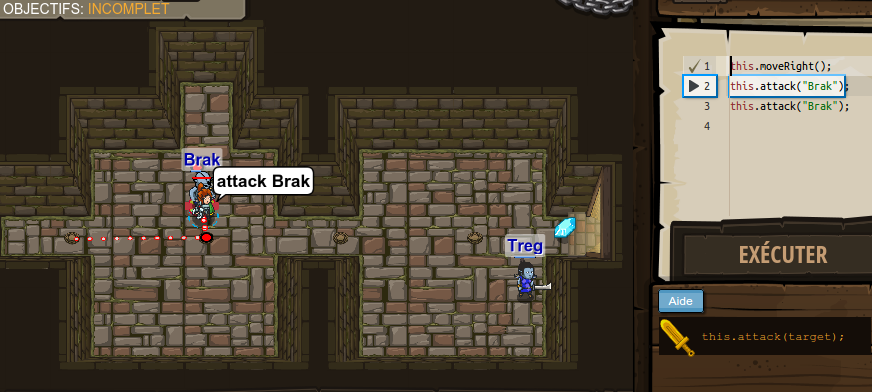 OBJECTIFS: INCOMPLET
Brak
attack Brak
Treg
1 this.moveRight();
2 this.attack("Brak");
3 this.attack("Brak");
4
EXÉCUTER
Aide
this.attack(target);